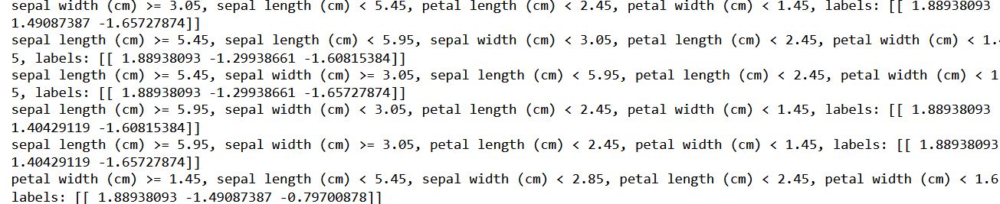 sepal width (cm) >= 3.05, sepal length (cm) < 5.45, petal length (cm) < 2.45, petal width (cm) < 1.45, labels: [[ 1.88938093
1.49087387 -1.65727874]]
sepal length (cm) >= 5.45, sepal length (cm) < 5.95, sepal width (cm) < 3.05, petal length (cm) < 2.45, petal width (cm) < 1.
5, labels: [[ 1.88938093 -1.29938661 -1.60815384]]
sepal length (cm) >= 5.45, sepal width (cm) >= 3.05, sepal length (cm) < 5.95, petal length (cm) < 2.45, petal width (cm) < 1
5, labels: [[ 1.88938093 -1.29938661 -1.65727874]]
sepal length (cm) >= 5.95, sepal width (cm) < 3.05, petal length (cm) < 2.45, petal width (cm) < 1.45, labels: [[ 1.88938093
1.40429119 -1.60815384]]
sepal length (cm) >= 5.95, sepal width (cm) >= 3.05, petal length (cm) < 2.45, petal width (cm) < 1.45, labels: [[ 1.88938093
1.40429119 -1.65727874]]
petal width (cm) >= 1.45, sepal length (cm) < 5.45, sepal width (cm) < 2.85, petal length (cm) < 2.45, petal width (cm) < 1.6
labels: [[ 1.88938093 -1.49087387 -0.79700878]]